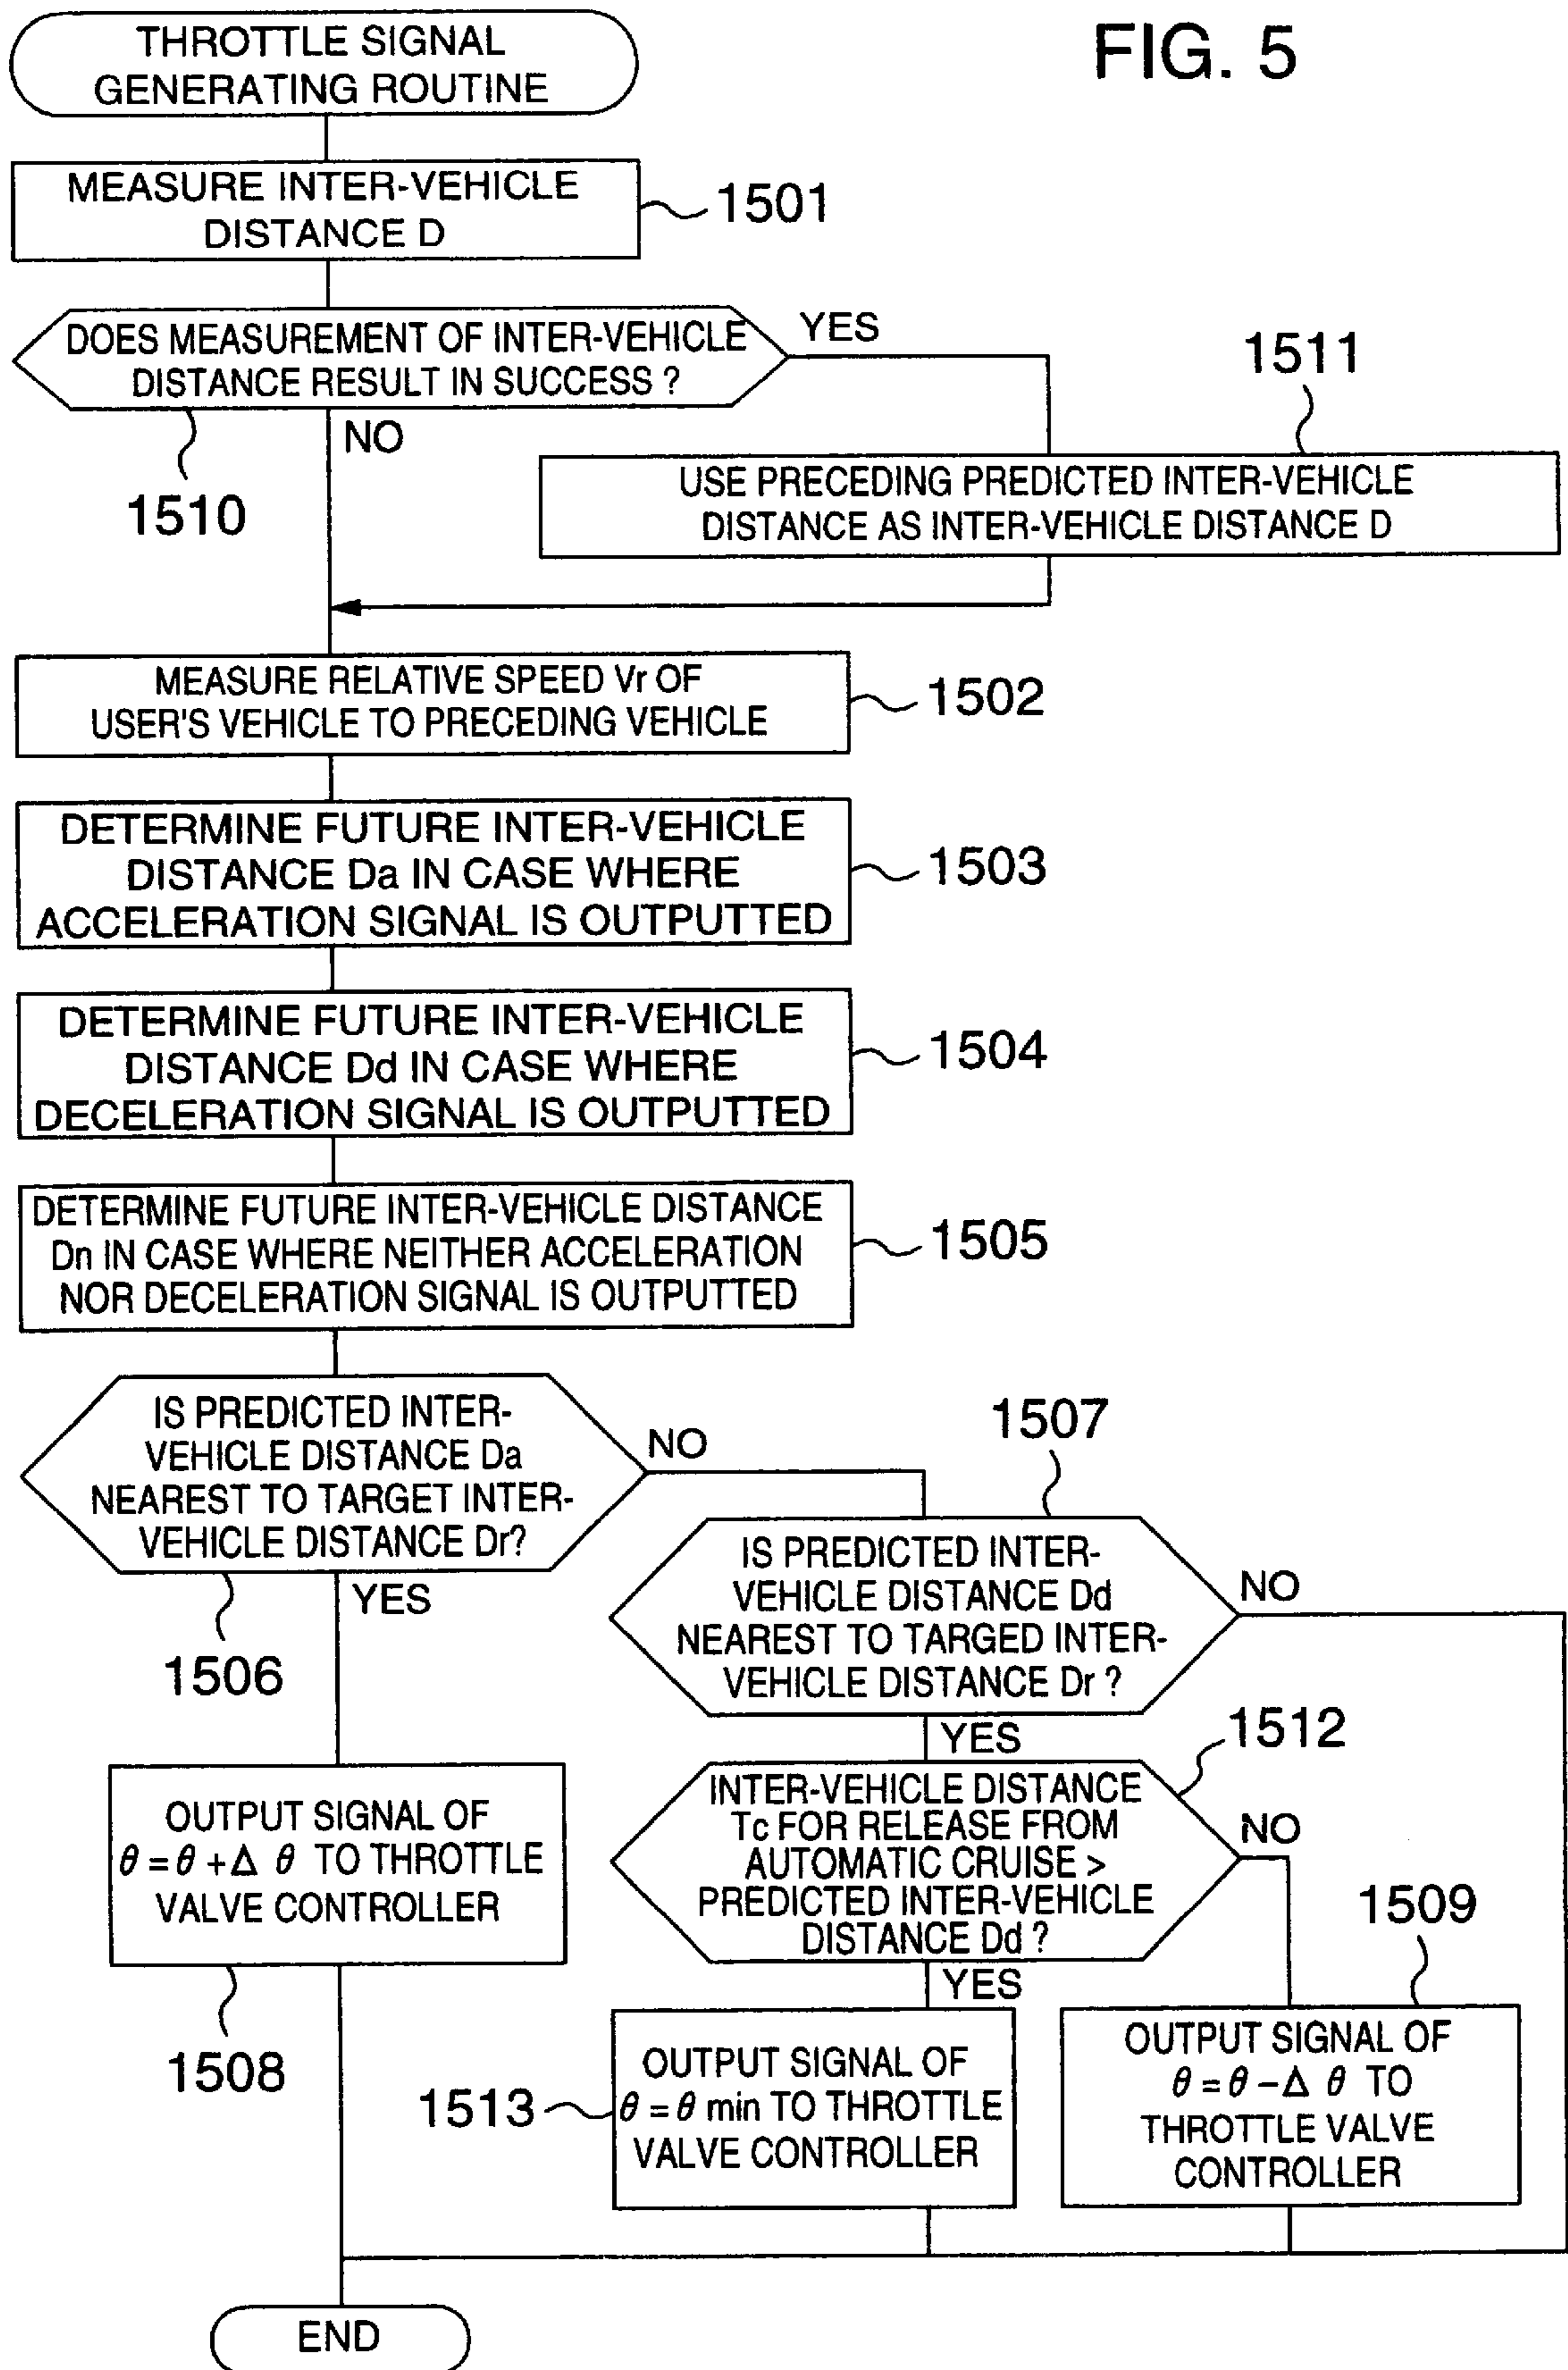 FIG. 5
THROTTLE SIGNAL
GENERATING ROUTINE
MEASURE INTER-VEHICLE
DISTANCE D
1501
DOES MEASUREMENT OF INTER-VEHICLE
DISTANCE RESULT IN SUCCESS ?
YES
NO
1510
1511
USE PRECEDING PREDICTED INTER-VEHICLE
DISTANCE AS INTER-VEHICLE DISTANCE D
MEASURE RELATIVE SPEED Vr OF
USER'S VEHICLE TO PRECEDING VEHICLE
1502
DETERMINE FUTURE INTER-VEHICLE
DISTANCE Da IN CASE WHERE
ACCELERATION SIGNAL IS OUTPUTTED
1503
DETERMINE FUTURE INTER-VEHICLE
DISTANCE Dd IN CASE WHERE
DECELERATION SIGNAL IS OUTPUTTED
1504
DETERMINE FUTURE INTER-VEHICLE DISTANCE
Dn IN CASE WHERE NEITHER ACCELERATION
NOR DECELERATION SIGNAL IS OUTPUTTED
1505
IS PREDICTED INTER-
VEHICLE DISTANCE Da
NEAREST TO TARGET INTER-
VEHICLE DISTANCE Dr?
NO
YES
1506
1507
IS PREDICTED INTER-
VEHICLE DISTANCE Dd
NEAREST TO TARGED INTER-
VEHICLE DISTANCE Dr ?
NO
YES
1512
INTER-VEHICLE DISTANCE
Tc FOR RELEASE FROM
AUTOMATIC CRUISE >
PREDICTED INTER-VEHICLE
DISTANCE Dd ?
NO
YES
OUTPUT SIGNAL OF
θ = θ + Δ θ TO THROTTLE
VALVE CONTROLLER
1508
1513
OUTPUT SIGNAL OF
θ = θ min TO THROTTLE
VALVE CONTROLLER
1509
OUTPUT SIGNAL OF
θ = θ − Δ θ TO
THROTTLE VALVE
CONTROLLER
END